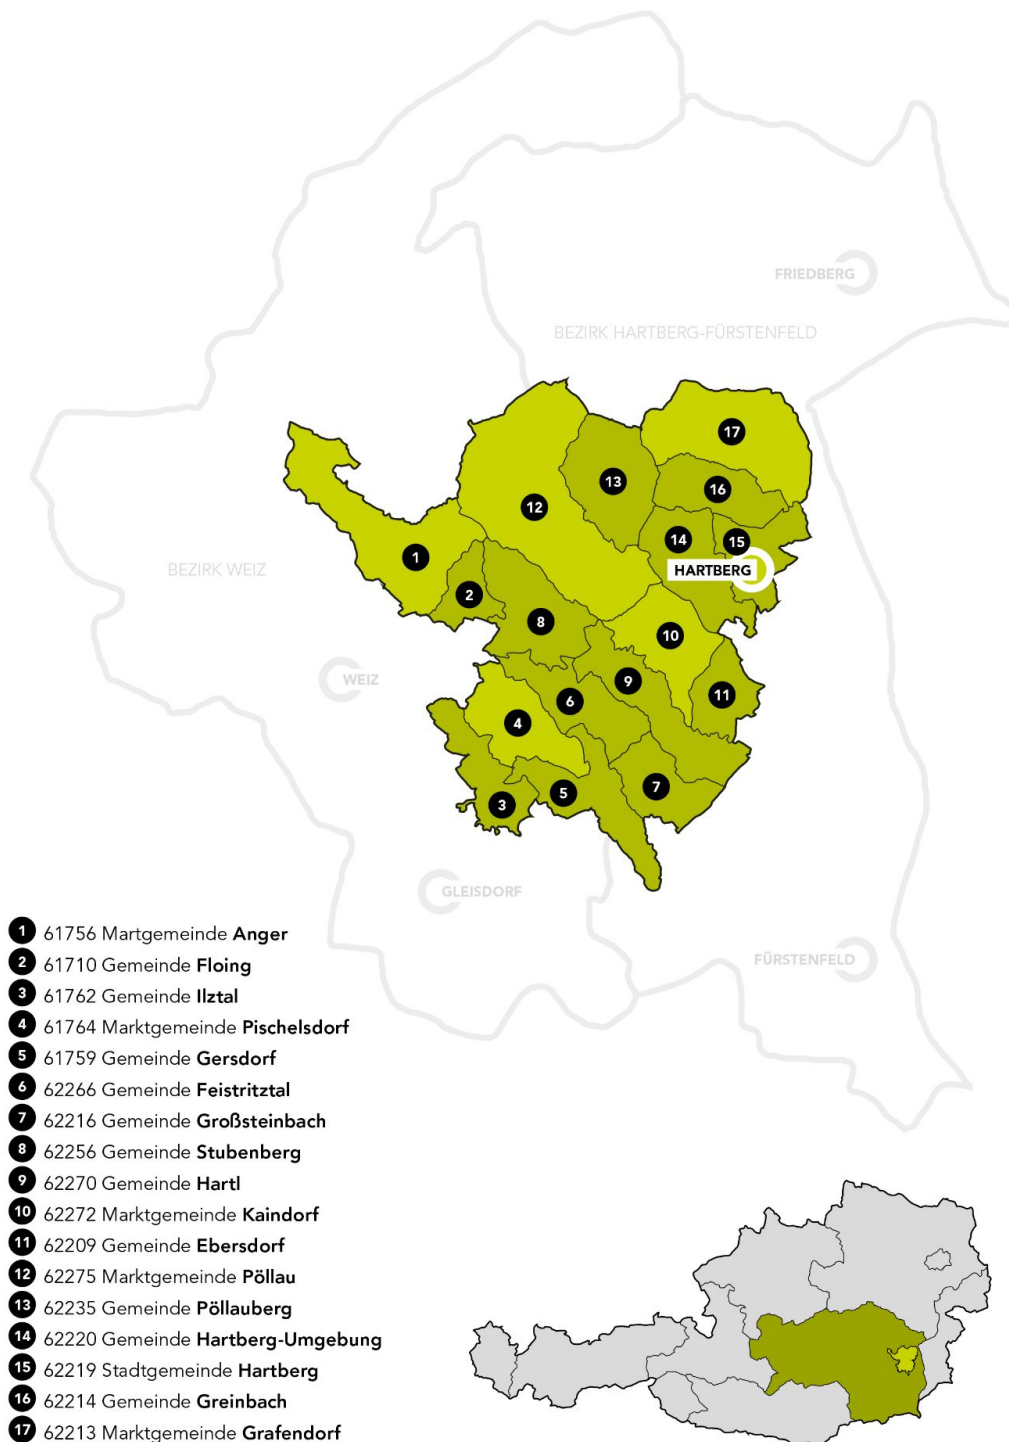 FRIEDBERG
BEZIRK HARTBERG-FÜRSTENFELD
17
13
16
12
14
15
BEZIRK WEIZ
1
HARTBERG
2
8
10
WEIZ
9
11
6
4
7
5
3
GLEISDORF
FÜRSTENFELD
1 61756 Martgemeinde Anger
2 61710 Gemeinde Floing
3 61762 Gemeinde Ilztal
4 61764 Marktgemeinde Pischelsdorf
5 61759 Gemeinde Gersdorf
6 62266 Gemeinde Feistritztal
7 62216 Gemeinde Großsteinbach
8 62256 Gemeinde Stubenberg
9 62270 Gemeinde Hartl
10 62272 Marktgemeinde Kaindorf
11 62209 Gemeinde Ebersdorf
12 62275 Marktgemeinde Pöllau
13 62235 Gemeinde Pöllauberg
14 62220 Gemeinde Hartberg-Umgebung
15 62219 Stadtgemeinde Hartberg
16 62214 Gemeinde Greinbach
17 62213 Marktgemeinde Grafendorf